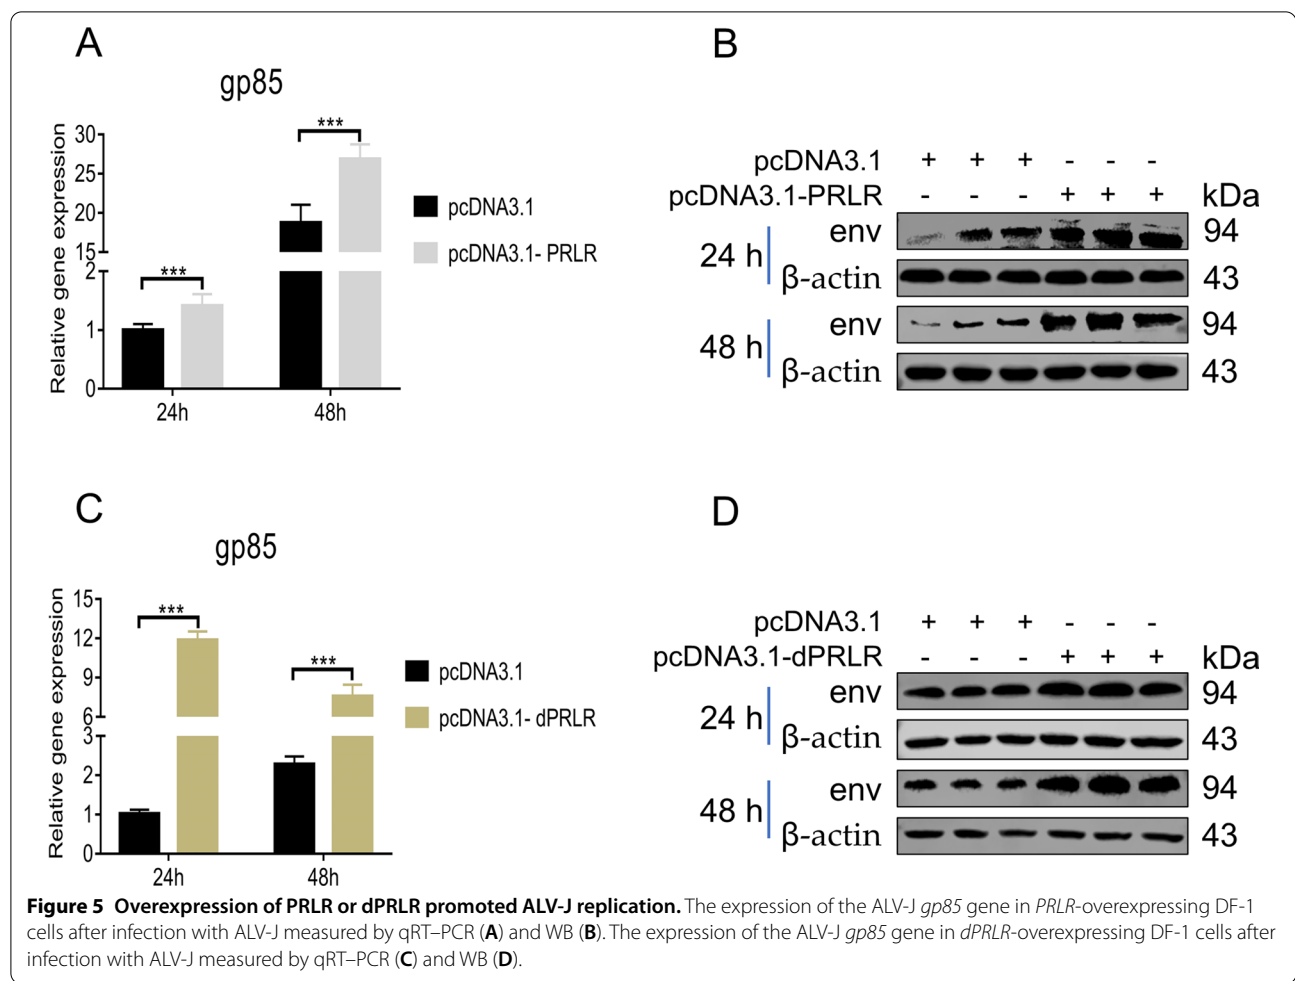 A
gp85
Relative gene expression
30
25
20
15
2
1
0
***
***
24h
48h
pcDNA3.1
pcDNA3.1- PRLR
B
pcDNA3.1 + + + - - -
pcDNA3.1-PRLR - - - + + + kDa
24 h
env 94
β-actin 43
48 h
env 94
β-actin 43
C
gp85
Relative gene expression
15
12
9
6
3
2
1
0
***
***
24h
48h
pcDNA3.1
pcDNA3.1- dPRLR
D
pcDNA3.1 + + + - - -
pcDNA3.1-dPRLR - - - + + + kDa
24 h
env 94
β-actin 43
48 h
env 94
β-actin 43
Figure 5 Overexpression of PRLR or dPRLR promoted ALV-J replication. The expression of the ALV-J gp85 gene in PRLR-overexpressing DF-1
cells after infection with ALV-J measured by qRT–PCR (A) and WB (B). The expression of the ALV-J gp85 gene in dPRLR-overexpressing DF-1 cells after
infection with ALV-J measured by qRT–PCR (C) and WB (D).